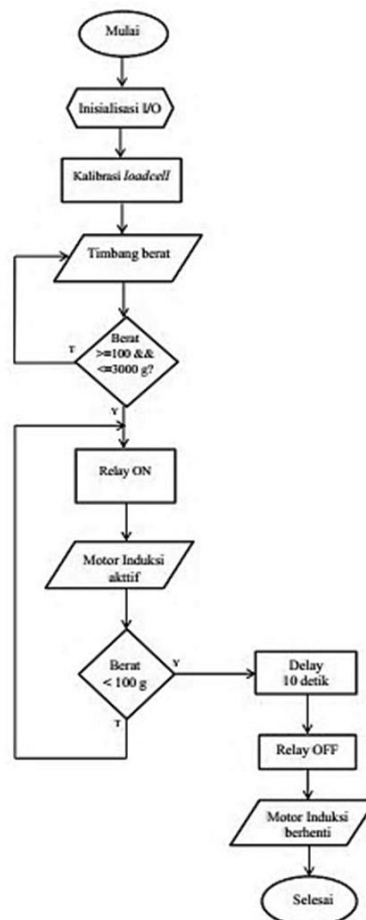 Mulai
Inisialisasi I/O
Kalibrasi loadcell
Timbang berat
Berat
>=100 &&
<=3000 g?
T
Y
Relay ON
Motor Induksi
akttif
Berat
< 100 g
Y
T
Delay
10 detik
Relay OFF
Motor Induksi
berhenti
Selesai